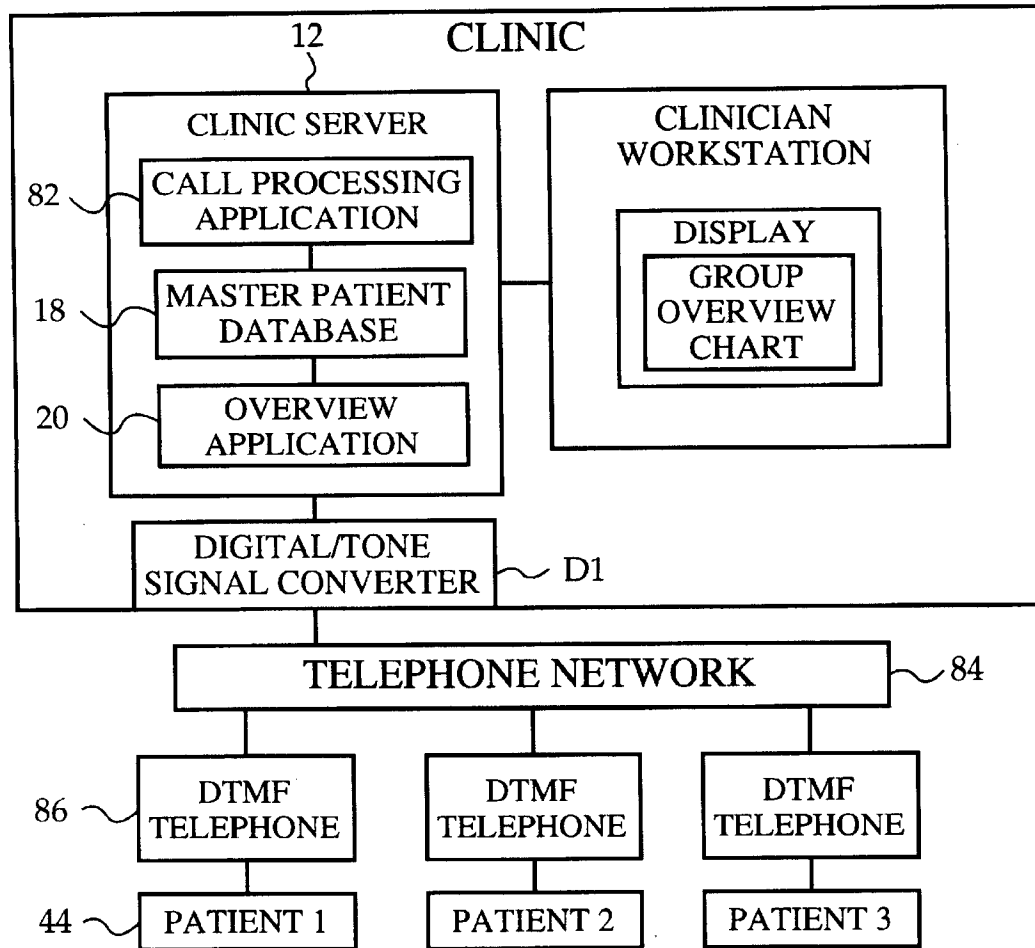 CLINIC
12
CLINIC SERVER
82
CALL PROCESSING
APPLICATION
18
MASTER PATIENT
DATABASE
20
OVERVIEW
APPLICATION
CLINICIAN
WORKSTATION
DISPLAY
GROUP
OVERVIEW
CHART
DIGITAL/TONE
SIGNAL CONVERTER
D1
TELEPHONE NETWORK
84
86
DTMF
TELEPHONE
DTMF
TELEPHONE
DTMF
TELEPHONE
44
PATIENT 1
PATIENT 2
PATIENT 3